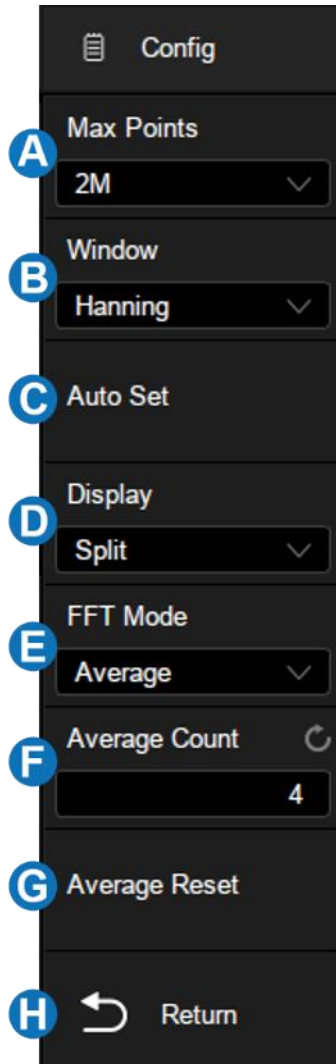 Config
Max Points
A
2M
Window
B
Hanning
C Auto Set
Display
D
Split
FFT Mode
E
Average
Average Count
F
4
G Average Reset
H Return